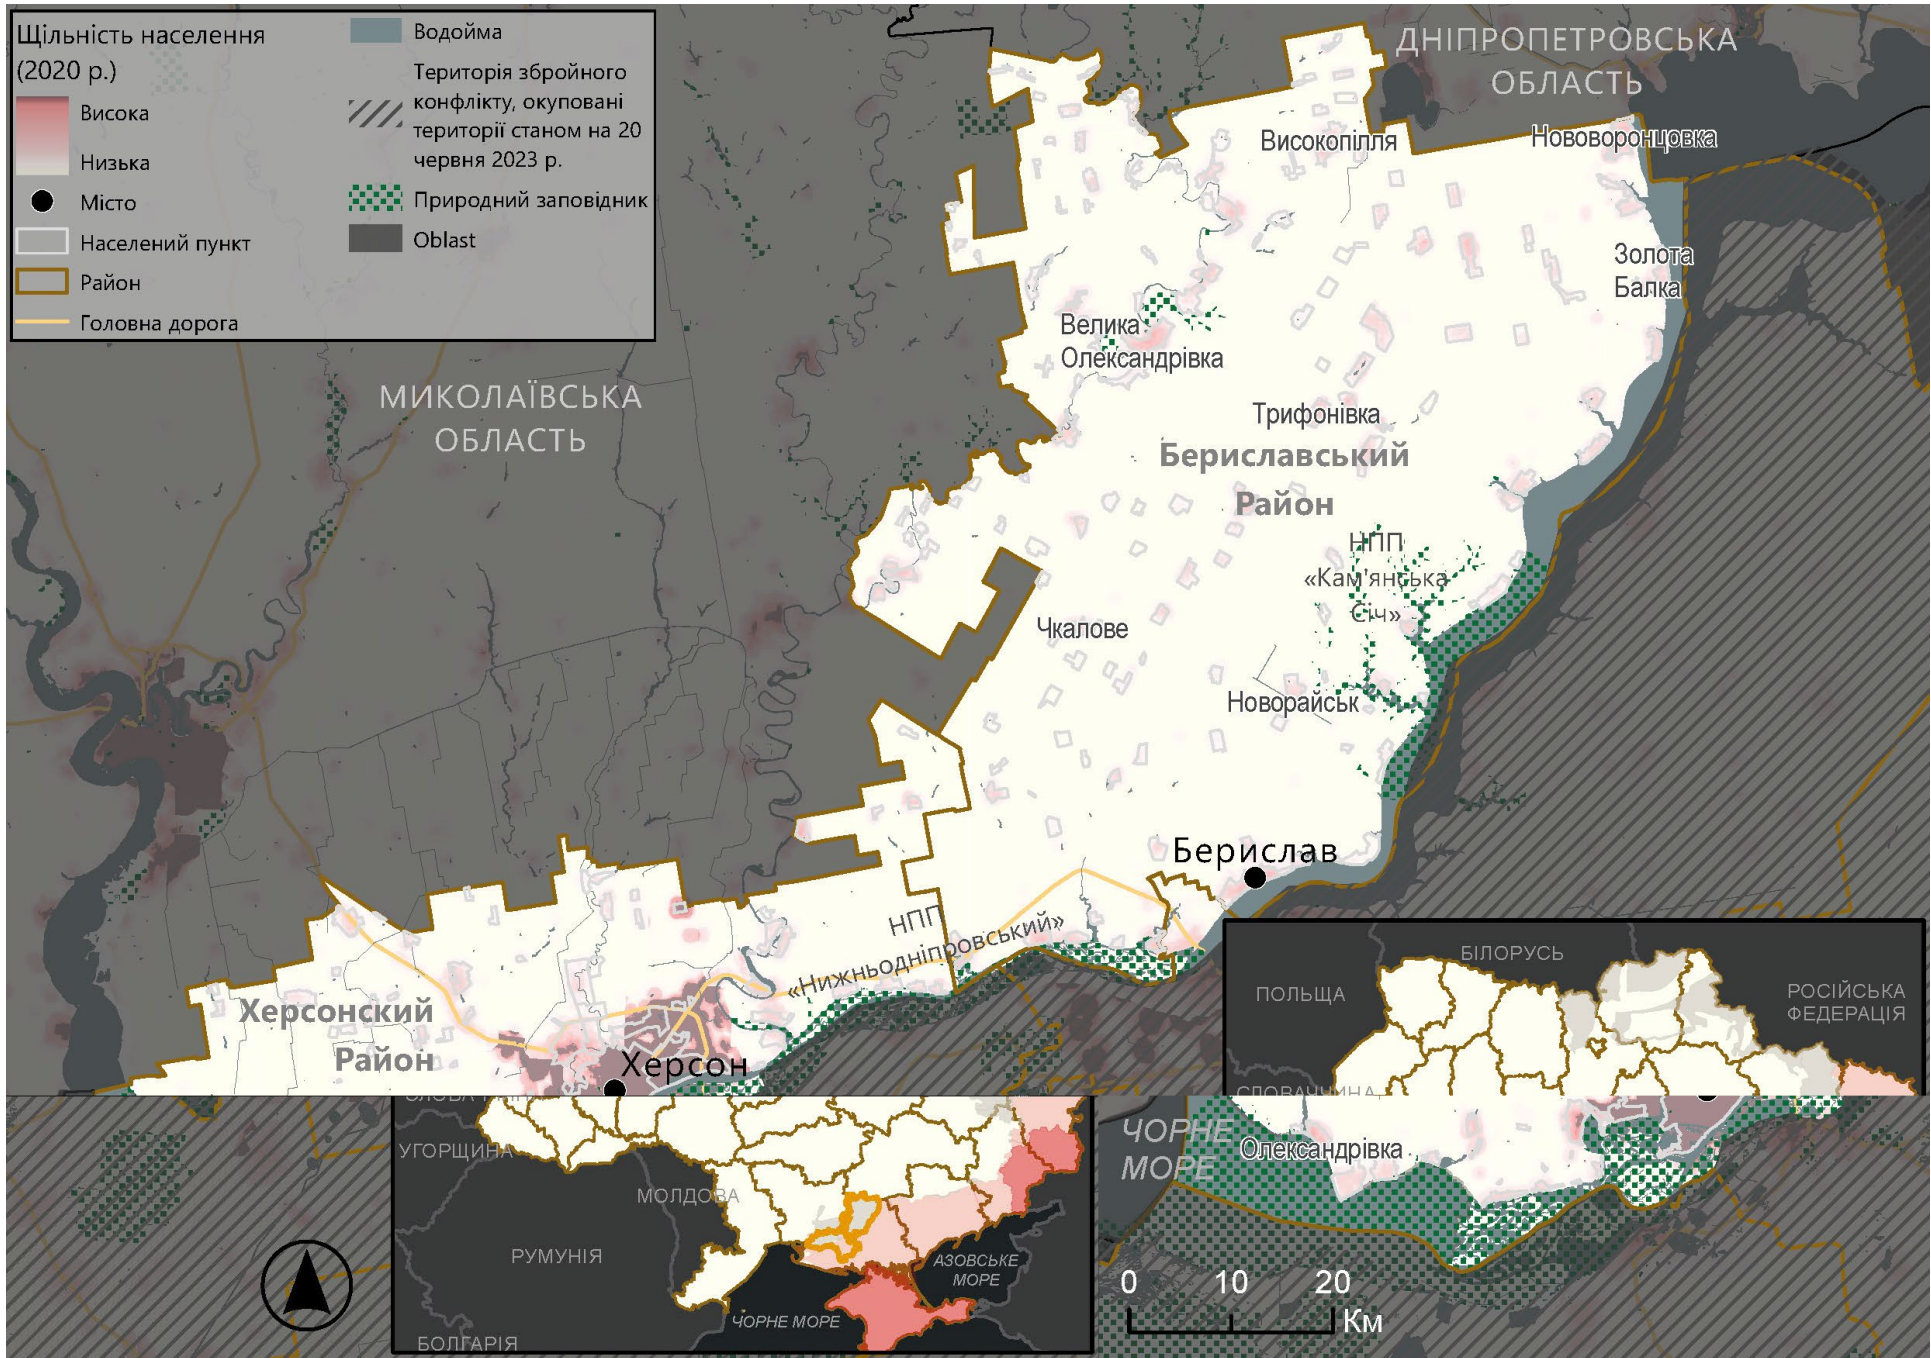 Щільність населення
(2020 р.)
Висока
Низька
Місто
Населений пункт
Район
Головна дорога
Водойма
Територія збройного
конфлікту, окуповані
території станом на 20
червня 2023 р.
Природний заповідник
Oblast
ДНІПРОПЕТРОВСЬКА
ОБЛАСТЬ
Високопілля
Нововоронцовка
Золота
Балка
Велика
Олександрівка
МИКОЛАЇВСЬКА
ОБЛАСТЬ
Трифонівка
Бериславський
Район
НПП
«Кам'янська
Січ»
Чкалове
Новорайськ
Берислав
НПП
«Нижньодніпровський»
Херсонский
Район
Херсон
БІЛОРУСЬ
ПОЛЬЩА
РОСІЙСЬКА
ФЕДЕРАЦІЯ
СЛОВАЧЧИНА
УГОРЩИНА
МОЛДОВА
РУМУНІЯ
АЗОВСЬКЕ
МОРЕ
ЧОРНЕ МОРЕ
БОЛГАРІЯ
ЧОРНЕ
МОРЕ
Олександрівка
0 10 20
Км